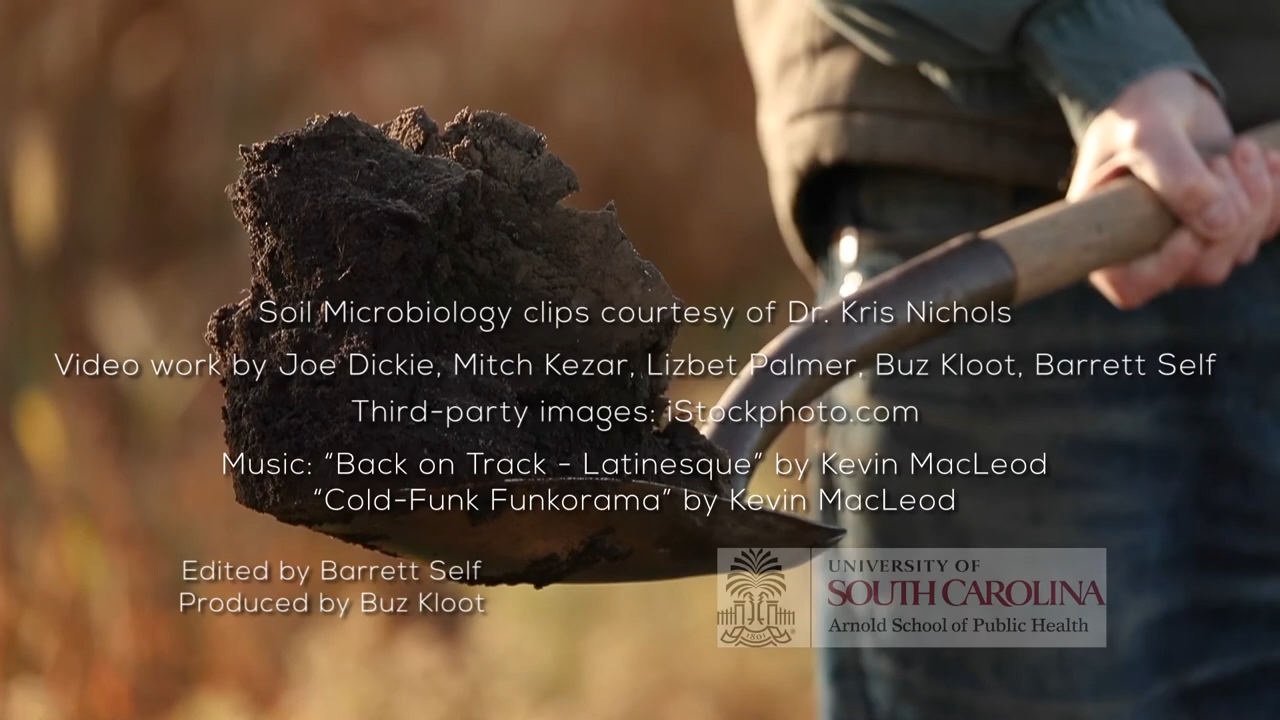 Soil Microbiology clips courtesy of Dr. Kris Nichols
Video work by Joe Dickie, Mitch Kezar, Lizbet Palmer, Buz Kloot, Barrett Self
Third-party images: iStockphoto.com
Music: “Back on Track - Latinesque” by Kevin MacLeod
“Cold-Funk Funkorama” by Kevin MacLeod
Edited by Barrett Self
Produced by Buz Kloot
1801
UNIVERSITY OF
SOUTH CAROLINA
Arnold School of Public Health